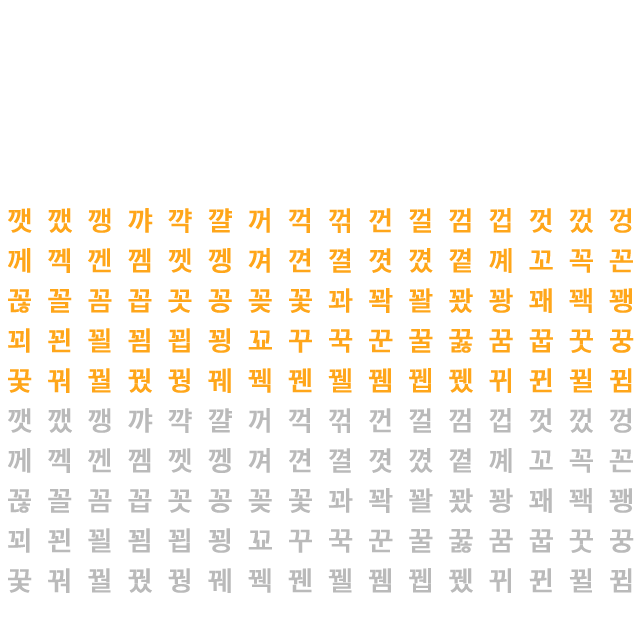 깻 깼 깽 꺄 꺅 꺌 꺼 꺽 꺾 껀 껄 껌 껍 껏 껐 껑
께 껙 껜 껨 껫 껭 껴 껸 껼 꼇 꼈 꼍 꼐 꼬 꼭 꼰
꼲 꼴 꼼 꼽 꼿 꽁 꽂 꽃 꽈 꽉 꽐 꽜 꽝 꽤 꽥 꽹
꾀 꾄 꾈 꾐 꾑 꾕 꾜 꾸 꾹 꾼 꿀 꿇 꿈 꿉 꿋 꿍
꿎 꿔 꿜 꿨 꿩 꿰 꿱 꿴 꿸 뀀 뀁 뀄 뀌 뀐 뀔 뀜
깻 깼 깽 꺄 꺅 꺌 꺼 꺽 꺾 껀 껄 껌 껍 껏 껐 껑
께 껙 껜 껨 껫 껭 껴 껸 껼 꼇 꼈 꼍 꼐 꼬 꼭 꼰
꼲 꼴 꼼 꼽 꼿 꽁 꽂 꽃 꽈 꽉 꽐 꽜 꽝 꽤 꽥 꽹
꾀 꾄 꾈 꾐 꾑 꾕 꾜 꾸 꾹 꾼 꿀 꿇 꿈 꿉 꿋 꿍
꿎 꿔 꿜 꿨 꿩 꿰 꿱 꿴 꿸 뀀 뀁 뀄 뀌 뀐 뀔 뀜